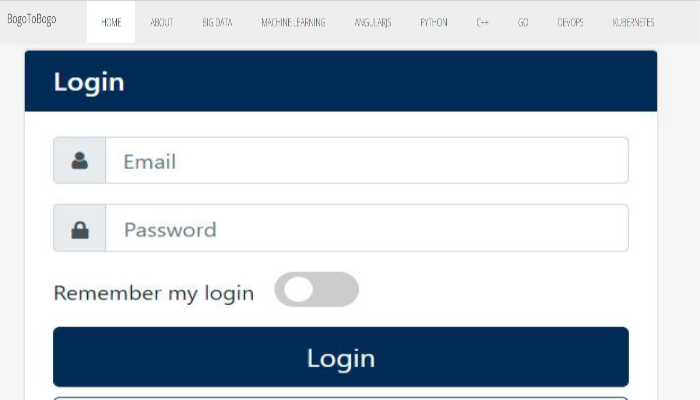 BogoToBogo HOME ABOUT BIG DATA MACHINE LEARNING ANGULARJS PYTHON C++ GO DEVOPS KUBERNETES
Login
Email
Password
Remember my login
Login